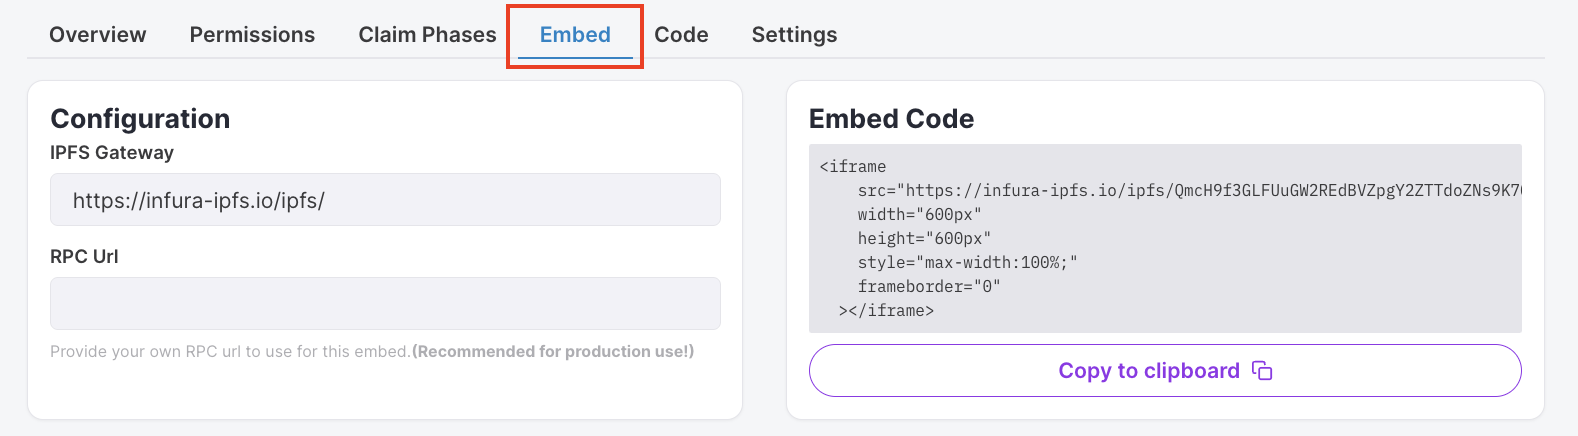 Overview Permissions Claim Phases Embed Code Settings
Configuration
IPFS Gateway
https://infura-ipfs.io/ipfs/
RPC Url
Provide your own RPC url to use for this embed.(Recommended for production use!)
Embed Code
<iframe
src="https://infura-ipfs.io/ipfs/QmcH9f3GLFUuGW2REdBVZpgY2ZTTdoZNs9K7
width="600px"
height="600px"
style="max-width:100%;"
frameborder="0"
></iframe>
Copy to clipboard